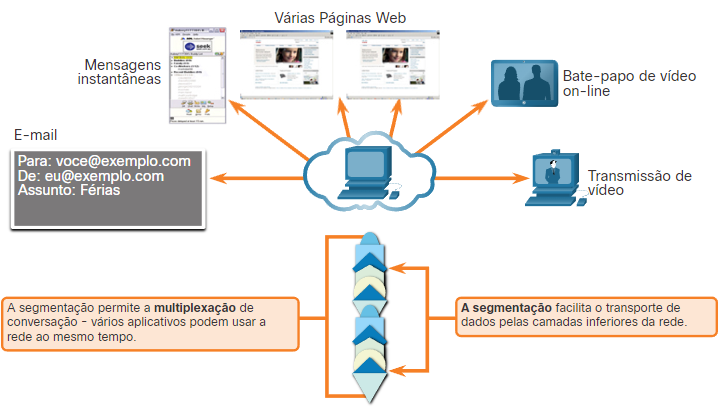 Várias Páginas Web
Mensagens
instantâneas
Bate-papo de vídeo
on-line
E-mail
Para: voce@exemplo.com
De: eu@exemplo.com
Assunto: Férias
Transmissão de
vídeo
A segmentação permite a multiplexação de
conversação – vários aplicativos podem usar a
rede ao mesmo tempo.
A segmentação facilita o transporte de
dados pelas camadas inferiores da rede.